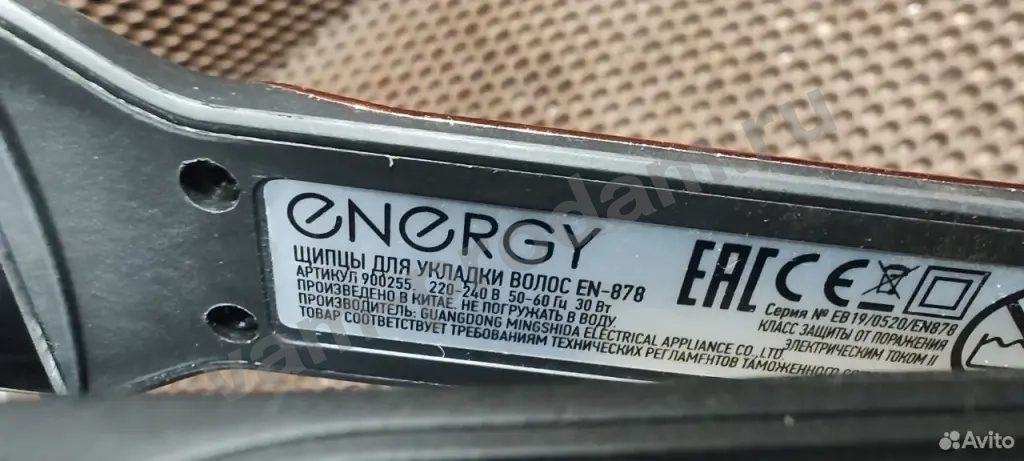 eNeRGY
ЩИПЦЫ ДЛЯ УКЛАДКИ ВОЛОС EN-878
АРТИКУЛ 900255 220-240 В 50-60 Гц 30 Вт
ПРОИЗВЕДЕНО В КИТАЕ. НЕ ПОГРУЖАТЬ В ВОДУ.
ПРОИЗВОДИТЕЛЬ: GUANGDONG MINGSHIDA ELECTRICAL APPLIANCE CO., LTD
ТОВАР СООТВЕТСТВУЕТ ТРЕБОВАНИЯМ ТЕХНИЧЕСКИХ РЕГЛАМЕНТОВ ТАМОЖЕННОГО
EAC CE
Серия № EB19/0520/EN878
КЛАСС ЗАЩИТЫ ОТ ПОРАЖЕНИЯ
ЭЛЕКТРИЧЕСКИМ ТОКОМ II
Avito